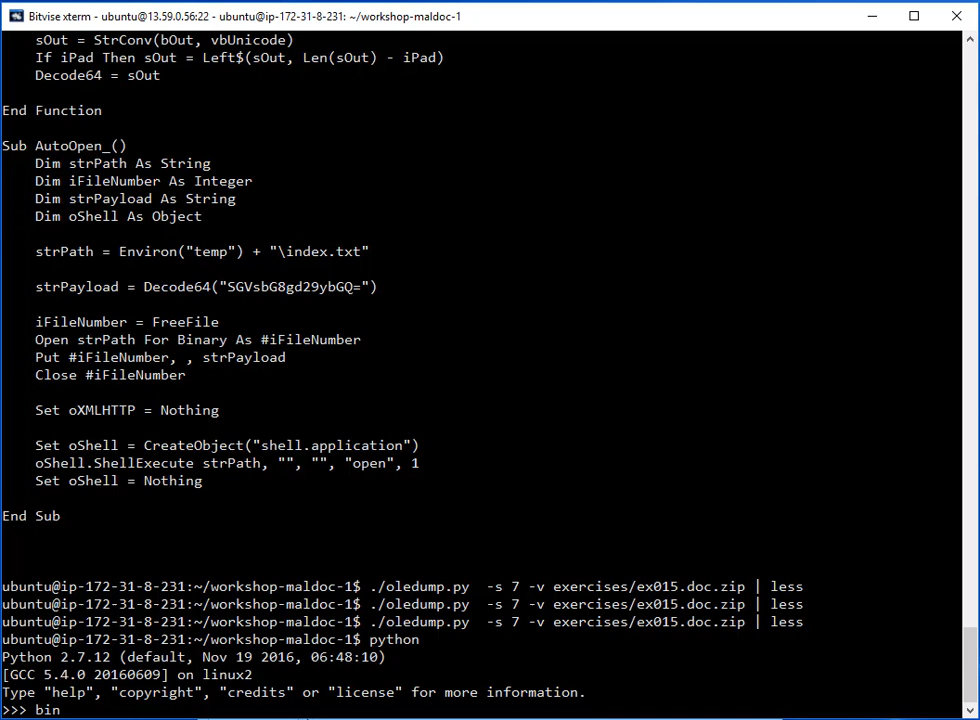 Bitvise xterm - ubuntu@13.59.0.56:22 - ubuntu@ip-172-31-8-231: ~/workshop-maldoc-1
sOut = StrConv(bOut, vbUnicode)
If iPad Then sOut = Left$(sOut, Len(sOut) - iPad)
Decode64 = sOut
End Function
Sub AutoOpen_()
Dim strPath As String
Dim iFileNumber As Integer
Dim strPayload As String
Dim oShell As Object
strPath = Environ("temp") + "\index.txt"
strPayload = Decode64("SGVsbG8gd29ybGQ=")
iFileNumber = FreeFile
Open strPath For Binary As #iFileNumber
Put #iFileNumber, , strPayload
Close #iFileNumber
Set oXMLHTTP = Nothing
Set oShell = CreateObject("shell.application")
oShell.ShellExecute strPath, "", "", "open", 1
Set oShell = Nothing
End Sub
ubuntu@ip-172-31-8-231:~/workshop-maldoc-1$ ./oledump.py  -s 7 -v exercises/ex015.doc.zip | less
ubuntu@ip-172-31-8-231:~/workshop-maldoc-1$ ./oledump.py  -s 7 -v exercises/ex015.doc.zip | less
ubuntu@ip-172-31-8-231:~/workshop-maldoc-1$ ./oledump.py  -s 7 -v exercises/ex015.doc.zip | less
ubuntu@ip-172-31-8-231:~/workshop-maldoc-1$ python
Python 2.7.12 (default, Nov 19 2016, 06:48:10)
[GCC 5.4.0 20160609] on linux2
Type "help", "copyright", "credits" or "license" for more information.
>>> bin